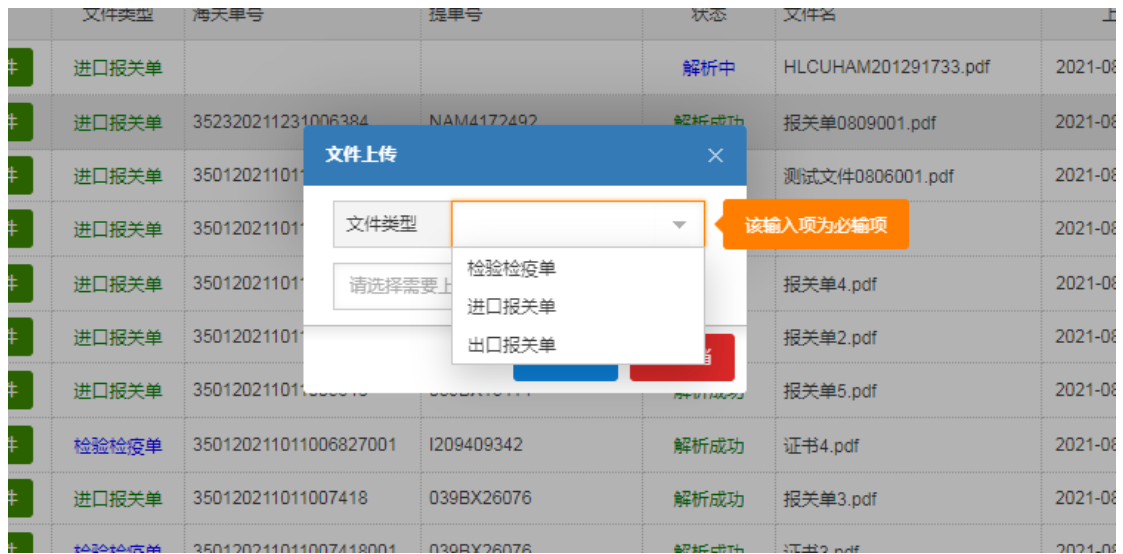 文件类型 海关单号 提单号 状态 文件名
进口报关单 解析中 HLCUHAM201291733.pdf 2021-08
进口报关单 352320211231006384 NAM4172492 解析成功 报关单0809001.pdf 2021-08
文件上传
进口报关单 测试文件0806001.pdf 2021-08
文件类型
该输入项为必输项
进口报关单 2021-08
检验检疫单
进口报关单 请选择需要上 报关单4.pdf 2021-08
进口报关单
进口报关单 出口报关单 报关单2.pdf 2021-08
进口报关单 解析成功 报关单5.pdf 2021-08
检验检疫单 350120211011006827001 I209409342 解析成功 证书4.pdf 2021-08
进口报关单 350120211011007418 039BX26076 解析成功 报关单3.pdf 2021-08
检验检疫单 350120211011007418001 039BX26076 解析成功 证书3.pdf 2021-08